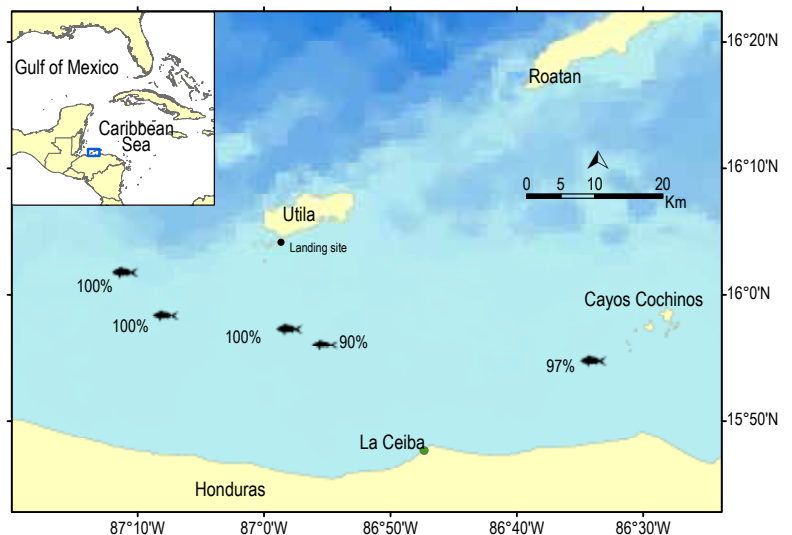 Gulf of Mexico
Caribbean
Sea
Roatan
16°20'N
16°10'N
0 5 10 20
Km
Utila
Landing site
100%
100%
100%
90%
Cayos Cochinos
16°0'N
97%
15°50'N
La Ceiba
Honduras
87°10'W 87°0'W 86°50'W 86°40'W 86°30'W